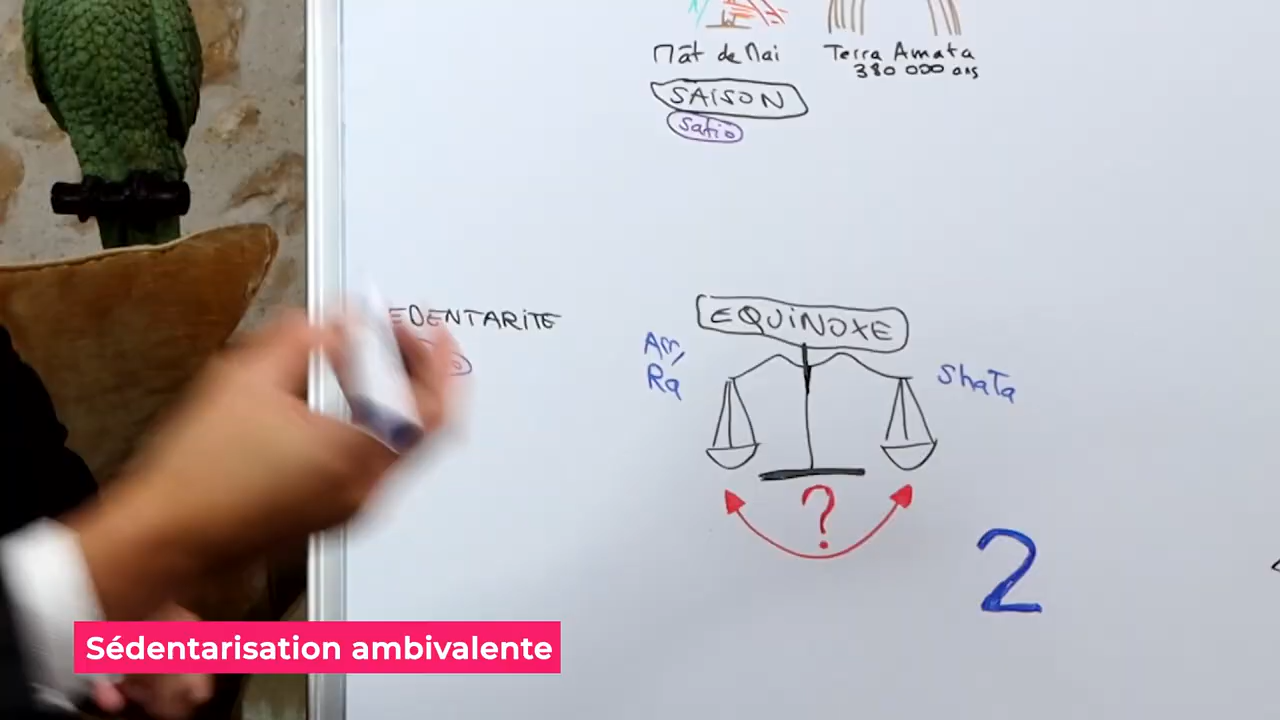 Mât de Mai
Terra Amata
380 000 ans
SAISON
Satio
EDENTARITE
EQUINOXE
Am,
Ra
ShaTa
?
2
Sédentarisation ambivalente